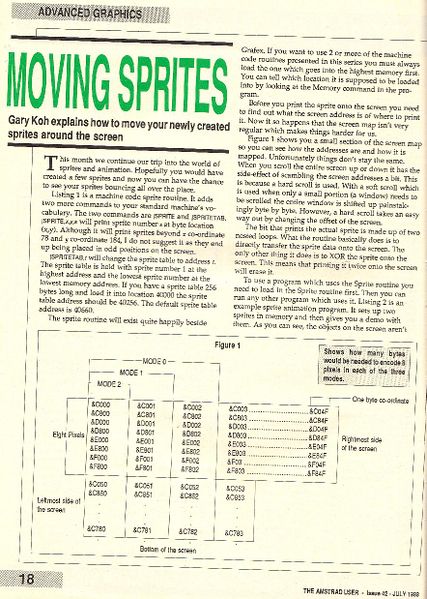 ADVANCED GRAPHICS
MOVING SPRITES
Gary Koh explains how to move your newly created
sprites around the screen
This month we continue our trip into the world of
sprites and animation. Hopefully you would have
created a few sprites and now you can have the chance
to see your sprites bouncing all over the place.
Listing 1 is a machine code sprite routine. It adds
two more commands to your standard machine's vo-
cabulary. The two commands are |SPRITE and |SPRITETAB.
|SPRITE,x,y,s will print sprite number s at byte location
(x,y). Although it will print sprites beyond x co-ordinate
78 and y co-ordinate 184, I do not suggest it as they end
up being placed in odd positions on the screen.
|SPRITETAB,t will change the sprite table to address t.
The sprite table is held with sprite number 1 at the
highest address and the lowest sprite number at the
lowest memory address. If you have a sprite table 256
bytes long and load it into location 40000 the sprite
table address should be 40256. The default sprite table
address is 40660.
The sprite routine will exist quite happily beside
Grafex. If you want to use 2 or more of the machine
code routines presented in this series you must always
load the one which goes into the highest memory first.
You can tell which location it is supposed to be loaded
into by looking at the Memory command in the pro-
gram.
Before you print the sprite onto the screen you need
to find out what the screen address is of where to print
it. Now it so happens that the screen map isn't very
regular which makes things harder for us.
Figure 1 shows you a small section of the screen map
so you can see how the addresses are and how it is
mapped. Unfortunately things don't stay the same.
When you scroll the entire screen up or down it has the
side-effect of scrambling the screen addresses a bit. This
is because a hard scroll is used. With a soft scroll which
is used when only a small portion (a window) needs to
be scrolled the entire window is shifted up painstak-
ingly byte by byte. However, a hard scroll takes an easy
way out by changing the offset of the screen.
The bit that prints the actual sprite is made up of two
nested loops. What the routine basically does is to
directly transfer the sprite data onto the screen. The
only other thing it does is to XOR the sprite onto the
screen. This means that printing it twice onto the screen
will erase it.
To use a program which uses the Sprite routine you
need to load in the Sprite routine first. Then you can
run any other program which uses it. Listing 2 is an
example sprite animation program. It sets up two
sprites in memory and then gives you a demo with
them. As you can see, the objects on the screen aren't
Figure 1
MODE 0
MODE 1
MODE 2
Shows how many bytes
would be needed to encode 8
pixels in each of the three
modes.
One byte co-ordinate
&C000 &C001 &C002 &C003 &C04F
&C800 &C801 &C802 &C803 &C84F
&D000 &D001 &D002 &D003 &D04F
&D800 &D801 &D802 &D803 &D84F
Eight Pixels
&E000 &E001 &E002 &E003 &E04F
&E800 &E801 &E802 &E803 &E84F
&F000 &F001 &F002 &F003 &F04F
&F800 &F801 &F802 &F803 &F84F
Rightmost side
of the screen
&C050 &C051 &C052 &C053
&C850 &C851 &C852 &C853
Leftmost side of
the screen
&C780 &C781 &C782 &C783
Bottom of the screen
18
THE AMSTRAD USER - Issue 42 - JULY 1988